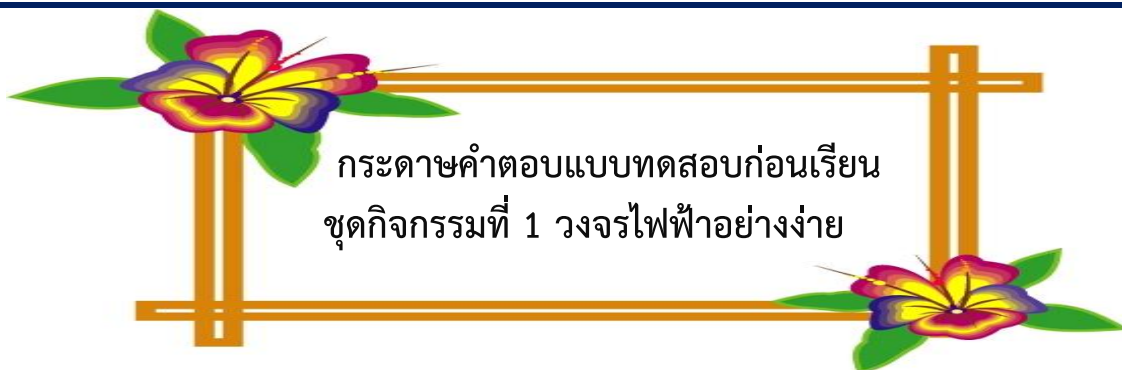 กระดาษคำตอบแบบทดสอบก่อนเรียน
ชุดกิจกรรมที่ 1 วงจรไฟฟ้าอย่างง่าย